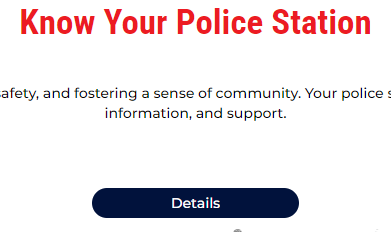 Know Your Police Station
safety, and fostering a sense of community. Your police
information, and support.
Details